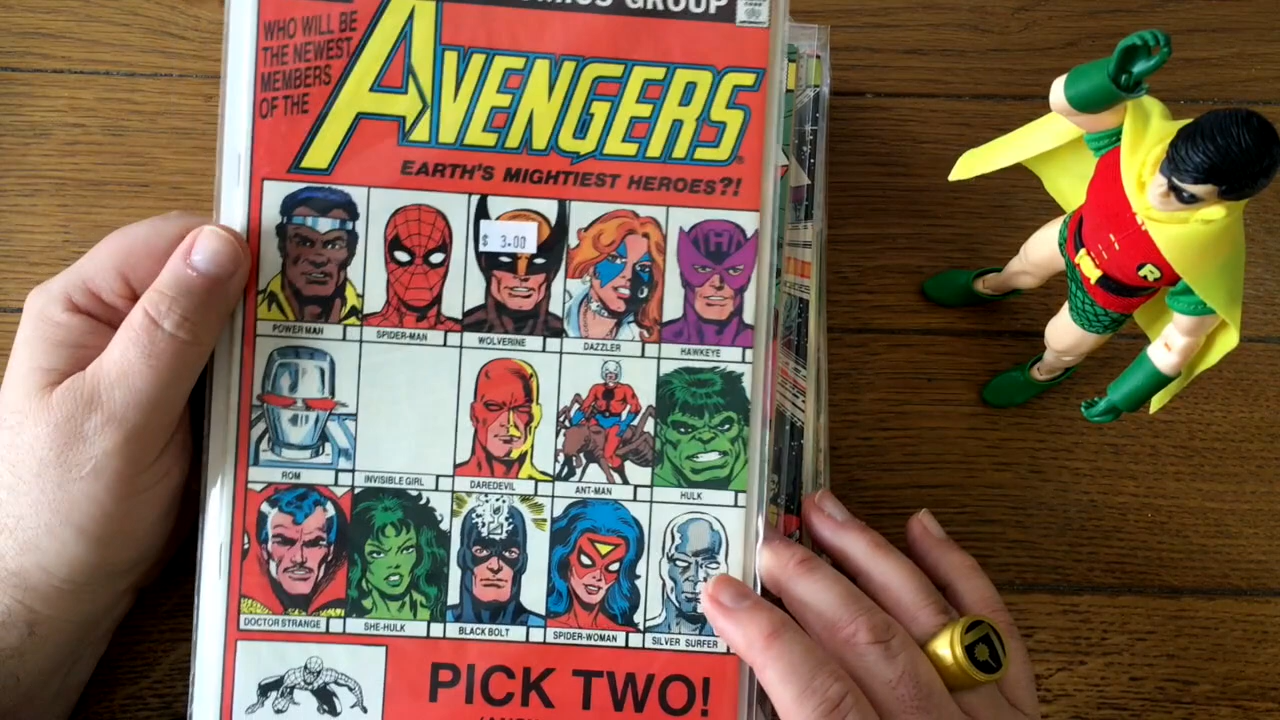 COMICS GROUP
WHO WILL BE
THE NEWEST
MEMBERS
OF THE
AVENGERS
EARTH'S MIGHTIEST HEROES?!
$ 3.00
POWER MAN
SPIDER-MAN
WOLVERINE
DAZZLER
HAWKEYE
H
ROM
INVISIBLE GIRL
DAREDEVIL
ANT-MAN
HULK
DOCTOR STRANGE
SHE-HULK
BLACK BOLT
SPIDER-WOMAN
SILVER SURFER
PICK TWO!
R